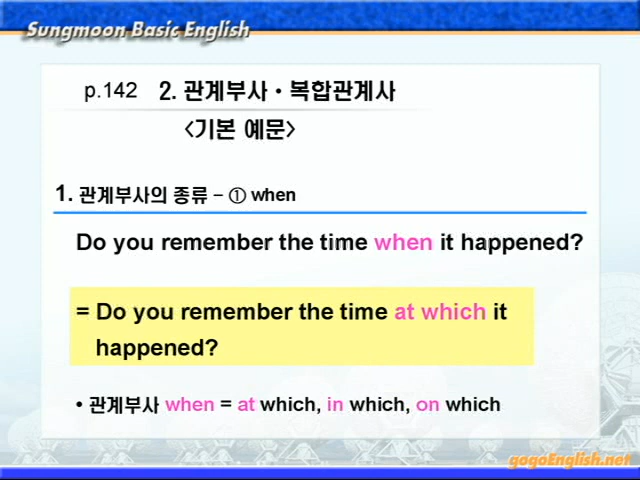 Sungmoon Basic English
p.142 2. 관계부사 • 복합관계사
<기본 예문>
1. 관계부사의 종류 – ① when
Do you remember the time when it happened?
= Do you remember the time at which it
happened?
• 관계부사 when = at which, in which, on which
gogoEnglish.net